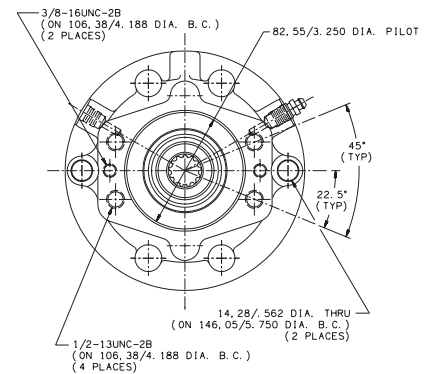 3/8-16UNC-2B
(ON 106,38/4.188 DIA. B.C.)
(2 PLACES)
82,55/3.250 DIA. PILOT
45°
(TYP)
22.5°
(TYP)
14,28/.562 DIA. THRU
(ON 146,05/5.750 DIA. B.C.)
(2 PLACES)
1/2-13UNC-2B
(ON 106,38/4.188 DIA. B.C.)
(4 PLACES)